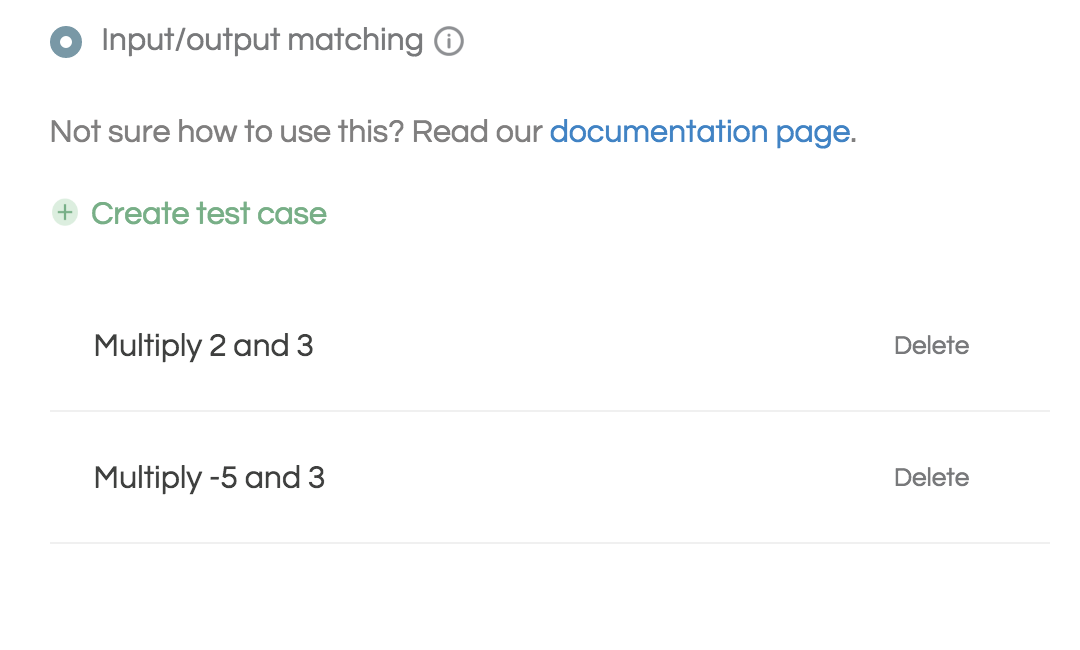 Input/output matching
Not sure how to use this? Read our documentation page.
+ Create test case
Multiply 2 and 3 Delete
Multiply -5 and 3 Delete